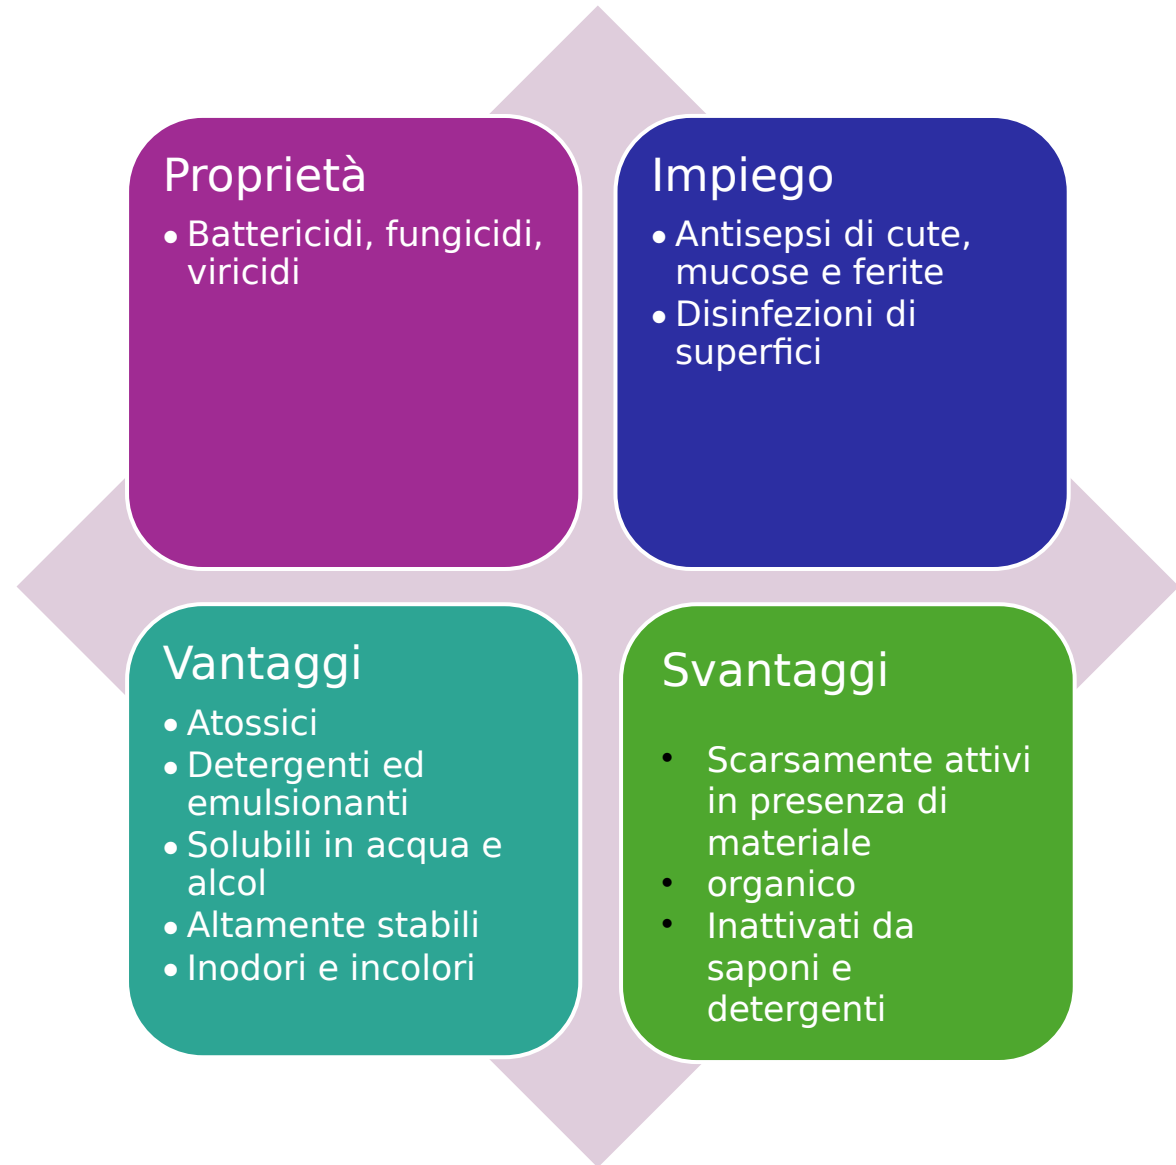 Proprietà
• Battericidi, fungicidi,
viricidi
Impiego
• Antisepsi di cute,
mucose e ferite
• Disinfezioni di
superfici
Vantaggi
• Atossici
• Detergenti ed
emulsionanti
• Solubili in acqua e
alcol
• Altamente stabili
• Inodori e incolori
Svantaggi
• Scarsamente attivi
in presenza di
materiale
• organico
• Inattivati da
saponi e
detergenti